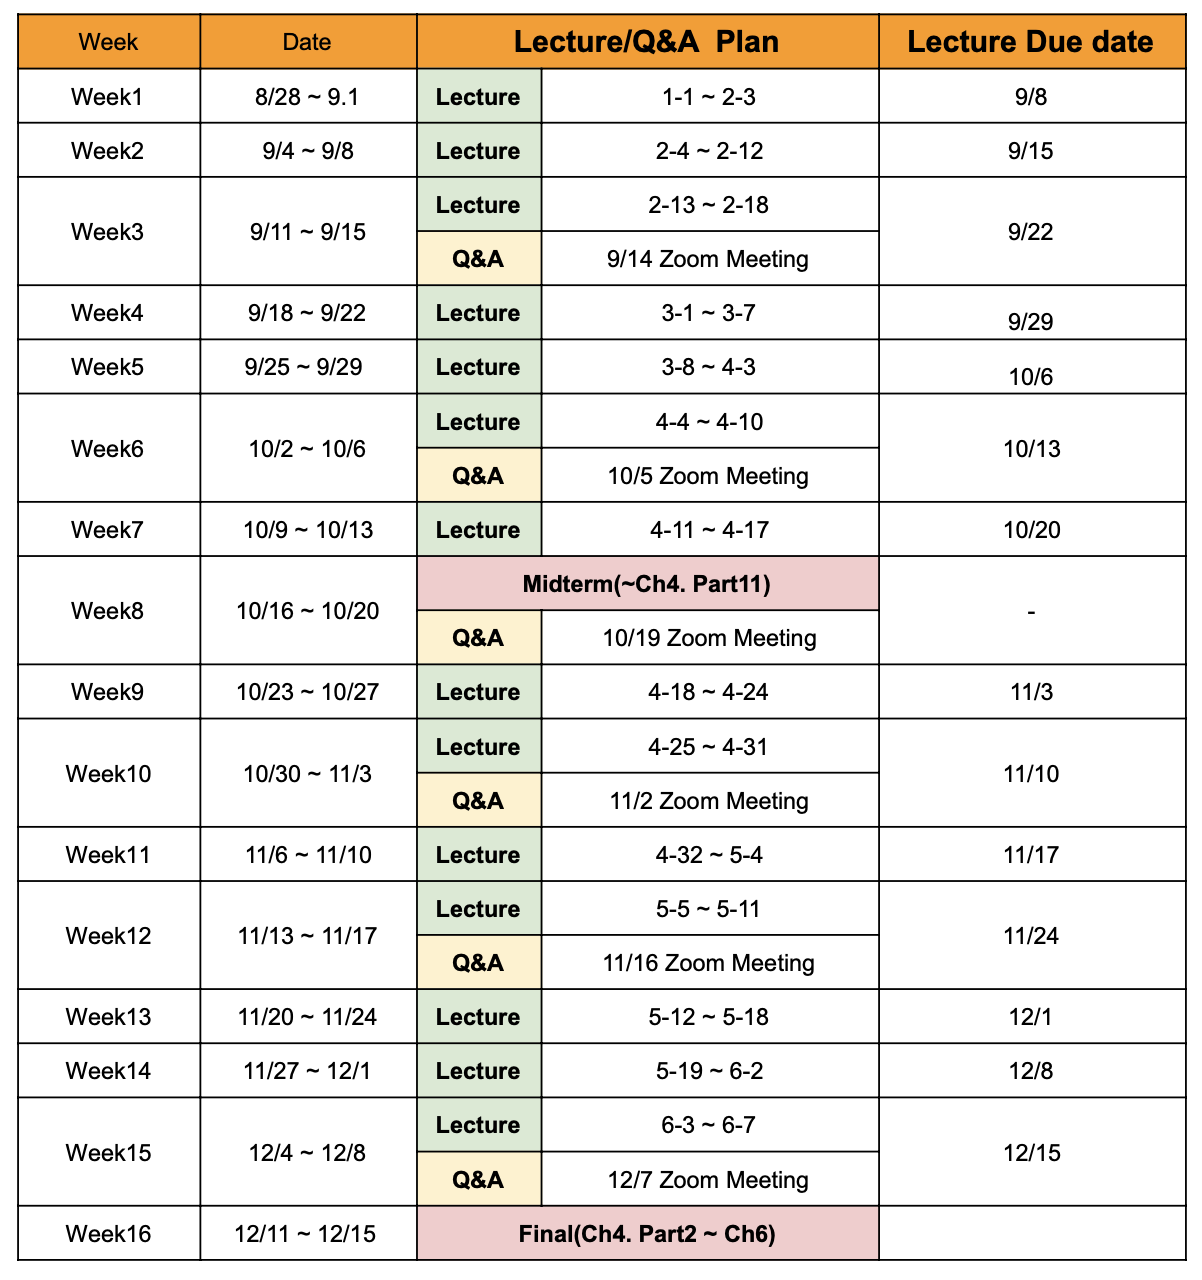 Week Date Lecture/Q&A Plan Lecture Due date
Week1 8/28 ~ 9.1 Lecture 1-1 ~ 2-3 9/8
Week2 9/4 ~ 9/8 Lecture 2-4 ~ 2-12 9/15
Week3 9/11 ~ 9/15 Lecture 2-13 ~ 2-18 9/22
Q&A 9/14 Zoom Meeting
Week4 9/18 ~ 9/22 Lecture 3-1 ~ 3-7 9/29
Week5 9/25 ~ 9/29 Lecture 3-8 ~ 4-3 10/6
Week6 10/2 ~ 10/6 Lecture 4-4 ~ 4-10 10/13
Q&A 10/5 Zoom Meeting
Week7 10/9 ~ 10/13 Lecture 4-11 ~ 4-17 10/20
Week8 10/16 ~ 10/20 Midterm(~Ch4. Part11) -
Q&A 10/19 Zoom Meeting
Week9 10/23 ~ 10/27 Lecture 4-18 ~ 4-24 11/3
Week10 10/30 ~ 11/3 Lecture 4-25 ~ 4-31 11/10
Q&A 11/2 Zoom Meeting
Week11 11/6 ~ 11/10 Lecture 4-32 ~ 5-4 11/17
Week12 11/13 ~ 11/17 Lecture 5-5 ~ 5-11 11/24
Q&A 11/16 Zoom Meeting
Week13 11/20 ~ 11/24 Lecture 5-12 ~ 5-18 12/1
Week14 11/27 ~ 12/1 Lecture 5-19 ~ 6-2 12/8
Week15 12/4 ~ 12/8 Lecture 6-3 ~ 6-7 12/15
Q&A 12/7 Zoom Meeting
Week16 12/11 ~ 12/15 Final(Ch4. Part2 ~ Ch6)